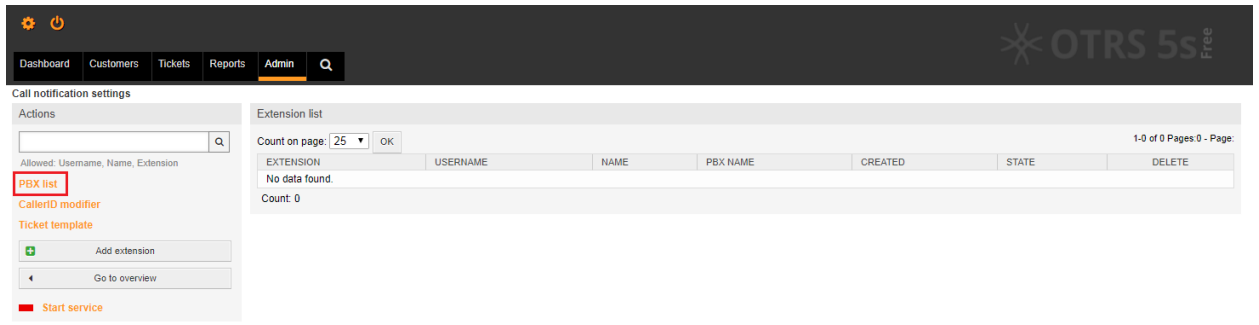 OTRS 5s Free
Dashboard Customers Tickets Reports Admin
Call notification settings
Actions
Allowed: Username, Name, Extension
PBX list
CallerID modifier
Ticket template
Add extension
Go to overview
Start service
Extension list
Count on page: 25 OK
1-0 of 0 Pages:0 - Page:
EXTENSION USERNAME NAME PBX NAME CREATED STATE DELETE
No data found.
Count: 0